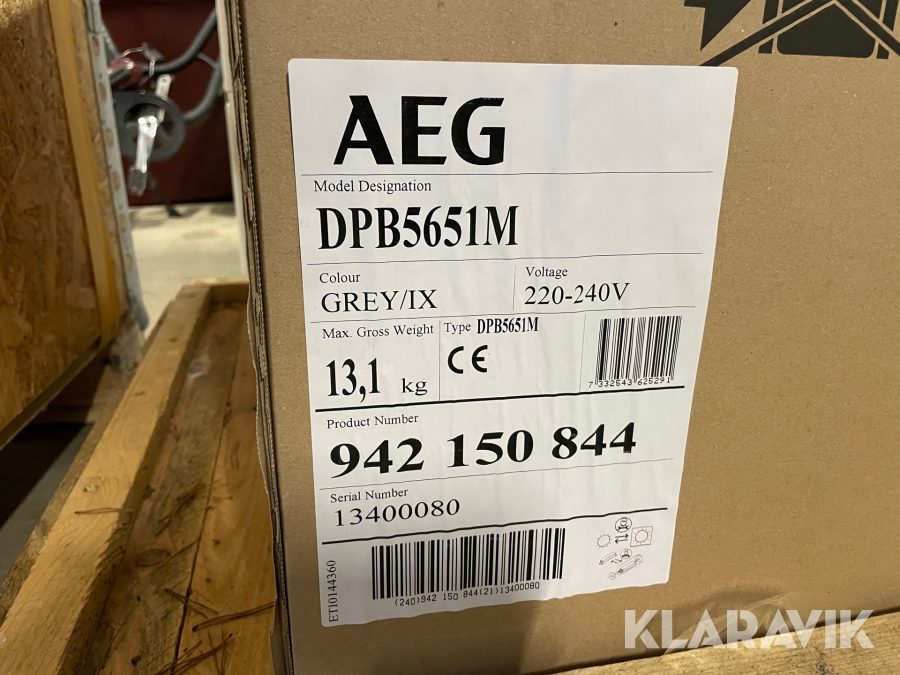 AEG
Model Designation
DPB5651M
Colour
GREY/IX
Voltage
220-240V
Max. Gross Weight
13,1 kg
Type DPB5651M
CE
7 332543 625291
Product Number
942 150 844
Serial Number
13400080
ETI0144360
(240)942 150 844(21)13400080
KLARAVIK